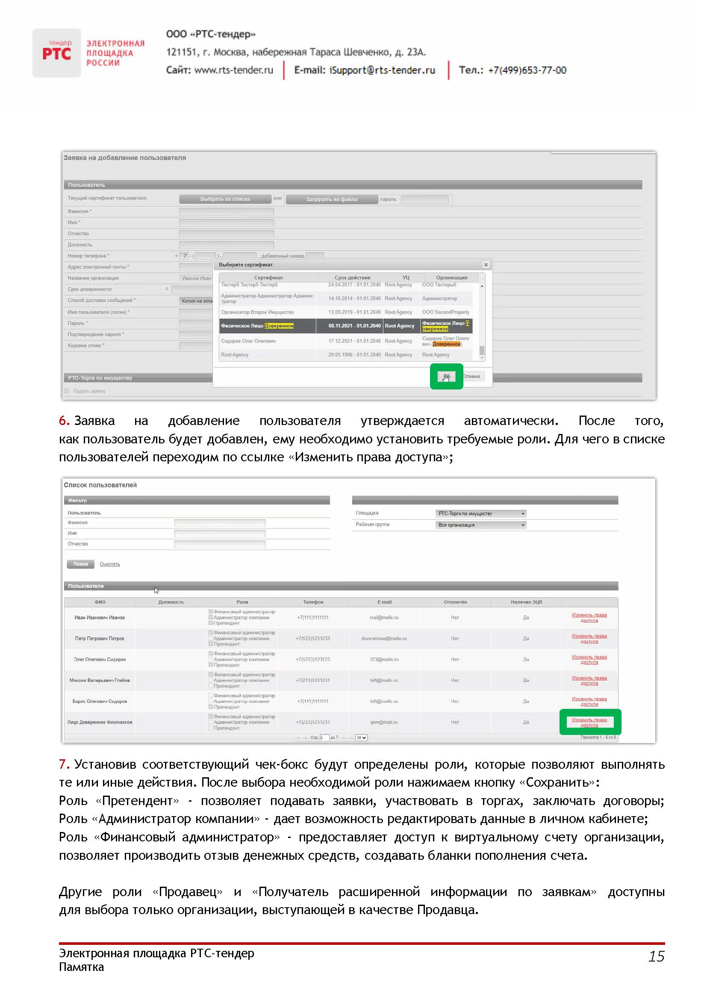 тендер
РТС
ЭЛЕКТРОННАЯ
ПЛОЩАДКА
РОССИИ
ООО «РТС-тендер»
121151, г. Москва, набережная Тараса Шевченко, д. 23А.
Сайт: www.rts-tender.ru E-mail: iSupport@rts-tender.ru Тел.: +7(499)653-77-00
Заявка на добавление пользователя
Пользователь
Текущий сертификат пользователя Выбрать из списка или Загрузить из файла пароль
Фамилия *
Имя *
Отчество
Должность
Номер телефона * + 7 - ( ) - добавочный номер
Адрес электронной почты *
Название организации Иванов Иван
Срок доверенности с
Способ доставки сообщений * Копия на ema
Имя пользователя (логин) *
Пароль *
Подтверждение пароля *
Кодовое слово *
РТС-Торги по имуществу
Подать заявку
Выберите сертификат
Сертификат Срок действия УЦ Организация
Тестер5 Тестер5 Тестер5 24.04.2017 - 01.01.2040 Root Agency ООО Тестеры5
Администратор Администратор Админис
тратор 14.10.2014 - 01.01.2040 Root Agency Администратор
Организатор Второе Имущество 13.09.2019 - 01.01.2040 Root Agency ООО SecondProperty
Физическое Лицо Доверенное 08.11.2021 - 01.01.2040 Root Agency Физическое Лицо Д
оверенное
Сидоров Олег Олегович 17.12.2021 - 01.01.2040 Root Agency Сидоров Олег Олего
вич Доверенное
Root Agency 29.05.1996 - 01.01.2040 Root Agency Root Agency
ОК Отмена
6. Заявка на добавление пользователя утверждается автоматически. После того,
как пользователь будет добавлен, ему необходимо установить требуемые роли. Для чего в списке
пользователей переходим по ссылке «Изменить права доступа»;
Список пользователей
Фильтр
Пользователь
Фамилия
Имя
Отчество
Площадка РТС-Торги по имуществу
Рабочая группа Вся организация
Поиск Очистить
Пользователи
ФИО Должность Роли Телефон E-mail Отключен Наличие ЭЦП
Иван Иванович Иванов Финансовый администратор
Администратор компании
Претендент +7(111)1111111 real@mailo.ru Нет Да Изменить права
доступа
Петр Петрович Петров Финансовый администратор
Администратор компании
Претендент +7(123)1231233 doverennoe@mailo.ru Нет Да Изменить права
доступа
Олег Олегович Сидоров Финансовый администратор
Администратор компании
Претендент +7(1233)123123 123@mailo.ru Нет Да Изменить права
доступа
Максим Валерьевич Глебов Финансовый администратор
Администратор компании
Претендент +7(213)1231231 Нет Да Изменить права
доступа
Борис Олегович Сидоров Финансовый администратор
Администратор компании
Претендент +7(111)1111111 Нет Да Изменить права
доступа
Лицо Доверенное Физическое Финансовый администратор
Администратор компании
Претендент +7(222)1231231 qwe@mail.ru Нет Да Изменить права
доступа
Стр. 1 из 1 10 Просмотр 1 - 6 из 6
7. Установив соответствующий чек-бокс будут определены роли, которые позволяют выполнять
те или иные действия. После выбора необходимой роли нажимаем кнопку «Сохранить»:
Роль «Претендент» - позволяет подавать заявки, участвовать в торгах, заключать договоры;
Роль «Администратор компании» - дает возможность редактировать данные в личном кабинете;
Роль «Финансовый администратор» - предоставляет доступ к виртуальному счету организации,
позволяет производить отзыв денежных средств, создавать бланки пополнения счета.
Другие роли «Продавец» и «Получатель расширенной информации по заявкам» доступны
для выбора только организации, выступающей в качестве Продавца.
Электронная площадка РТС-тендер
Памятка
15